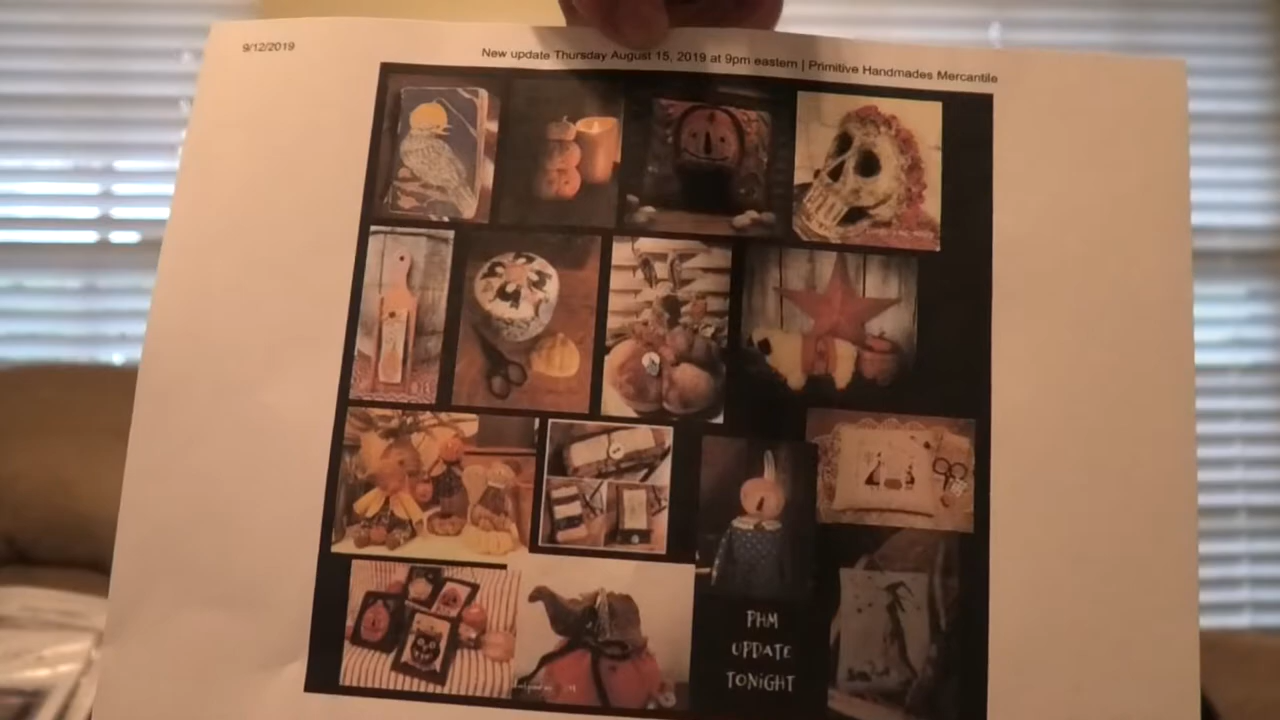 9/12/2019
New update Thursday August 15, 2019 at 9pm eastern | Primitive Handmades Mercantile
PHM
UPDATE
TONiGHT